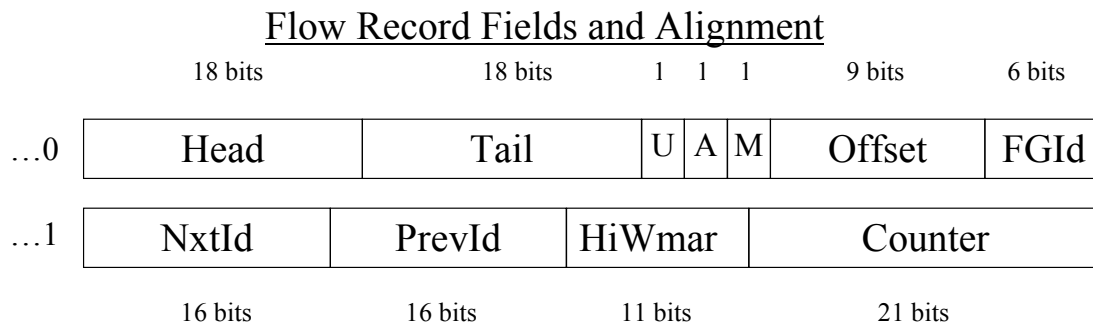 Flow Record Fields and Alignment
18 bits 18 bits 1 1 1 9 bits 6 bits
...0 Head Tail U A M Offset FGId
...1 NxtId PrevId HiWmar Counter
16 bits 16 bits 11 bits 21 bits